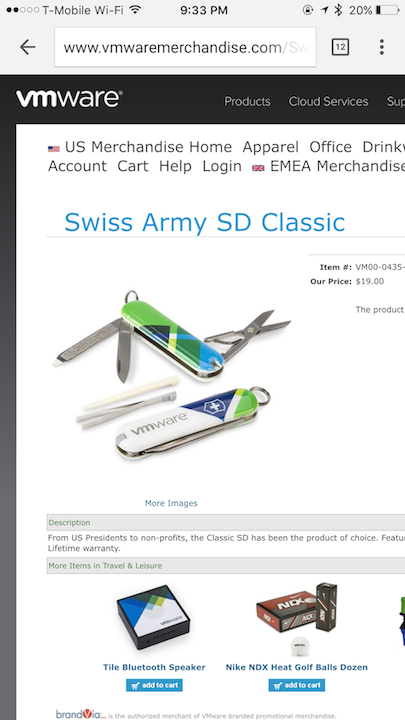 T-Mobile Wi-Fi 9:33 PM 20%
www.vmwaremerchandise.com/Sw 12
vmware®
Products Cloud Services Sup
US Merchandise Home Apparel Office Drinkw
Account Cart Help Login EMEA Merchandise
Swiss Army SD Classic
Item #: VM00-0435-
Our Price: $19.00
The product
vmware
More Images
Description
From US Presidents to non-profits, the Classic SD has been the product of choice. Featu
Lifetime warranty.
More Items in Travel & Leisure
vmware
NDX
Tile Bluetooth Speaker Nike NDX Heat Golf Balls Dozen
add to cart add to cart
brandVia... is the authorized merchant of VMware branded promotional merchandise.